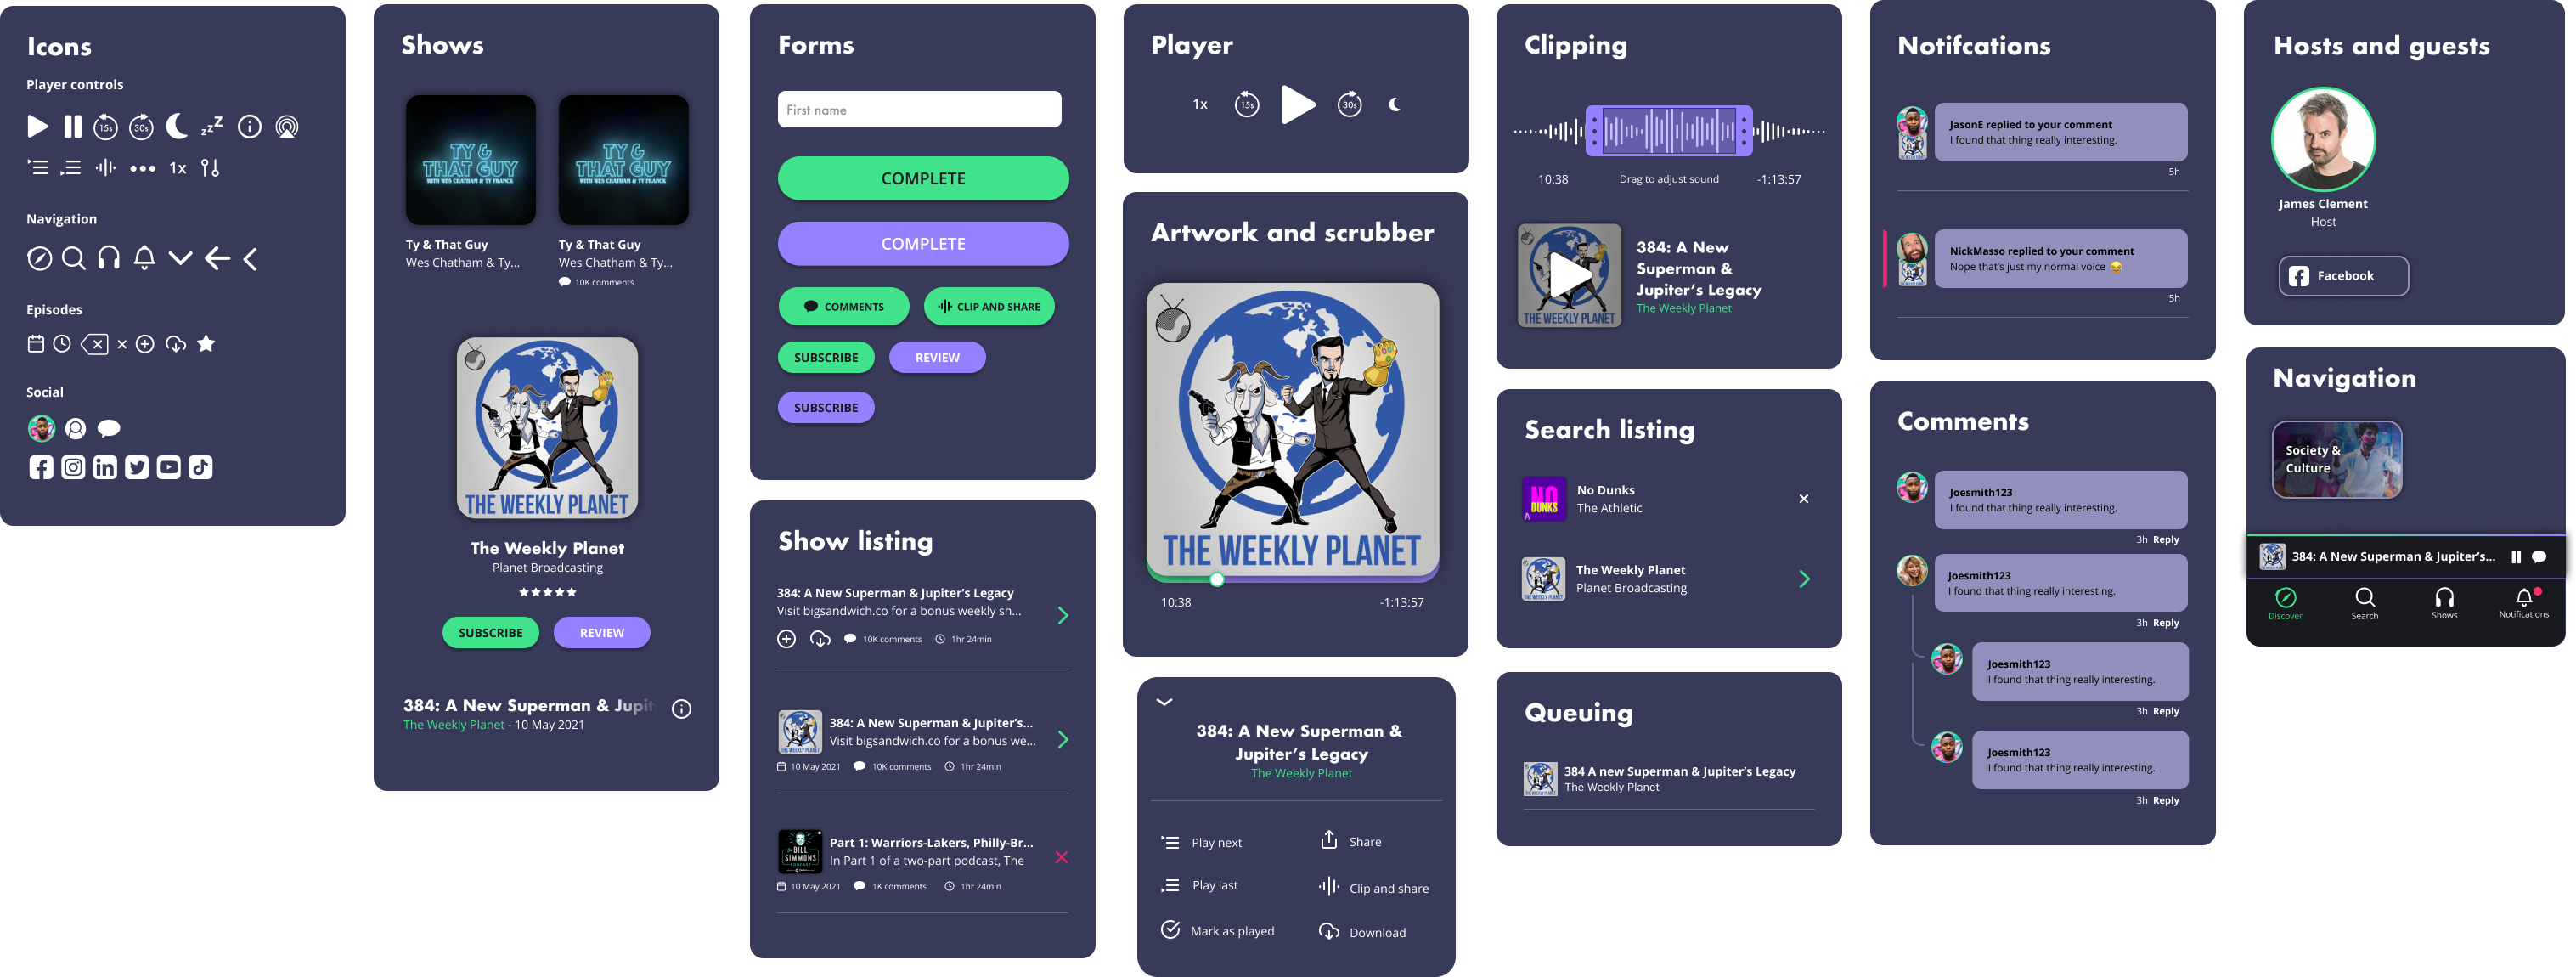 Icons
Player controls
15s
30s
zzZ
1x
Navigation
Episodes
Social
Shows
TY &
THAT GUY
WITH WES CHATHAM & TY FRANCK
TY &
THAT GUY
WITH WES CHATHAM & TY FRANCK
Ty & That Guy
Wes Chatham & Ty...
Ty & That Guy
Wes Chatham & Ty...
10K comments
THE WEEKLY PLANET
The Weekly Planet
Planet Broadcasting
SUBSCRIBE
REVIEW
384: A New Superman & Jupit
The Weekly Planet - 10 May 2021
Forms
First name
COMPLETE
COMPLETE
COMMENTS
CLIP AND SHARE
SUBSCRIBE
REVIEW
SUBSCRIBE
Show listing
384: A New Superman & Jupiter's Legacy
Visit bigsandwich.co for a bonus weekly sh...
10K comments
1hr 24min
384: A New Superman & Jupiter's...
Visit bigsandwich.co for a bonus we...
10 May 2021
10K comments
1hr 24min
BILL
SIMMONS
PODCAST
Part 1: Warriors-Lakers, Philly-Br...
In Part 1 of a two-part podcast, The
10 May 2021
1K comments
1hr 24min
Player
1x
15s
30s
Artwork and scrubber
THE WEEKLY PLANET
10:38
-1:13:57
384: A New Superman &
Jupiter's Legacy
The Weekly Planet
Play next
Share
Play last
Clip and share
Mark as played
Download
Clipping
10:38
Drag to adjust sound
-1:13:57
THE WEEKLY PLANET
384: A New
Superman &
Jupiter's Legacy
The Weekly Planet
Search listing
NO
DUNKS
A
No Dunks
The Athletic
The Weekly Planet
Planet Broadcasting
Queuing
384 A new Superman & Jupiter's Legacy
The Weekly Planet
Notifcations
JasonE replied to your comment
I found that thing really interesting.
5h
NickMasso replied to your comment
Nope that's just my normal voice 😂
5h
Comments
Joesmith123
I found that thing really interesting.
3h Reply
Joesmith123
I found that thing really interesting.
3h Reply
Joesmith123
I found that thing really interesting.
3h Reply
Joesmith123
I found that thing really interesting.
3h Reply
Hosts and guests
James Clement
Host
Facebook
Navigation
Society &
Culture
384: A New Superman & Jupiter's...
Discover
Search
Shows
Notifications